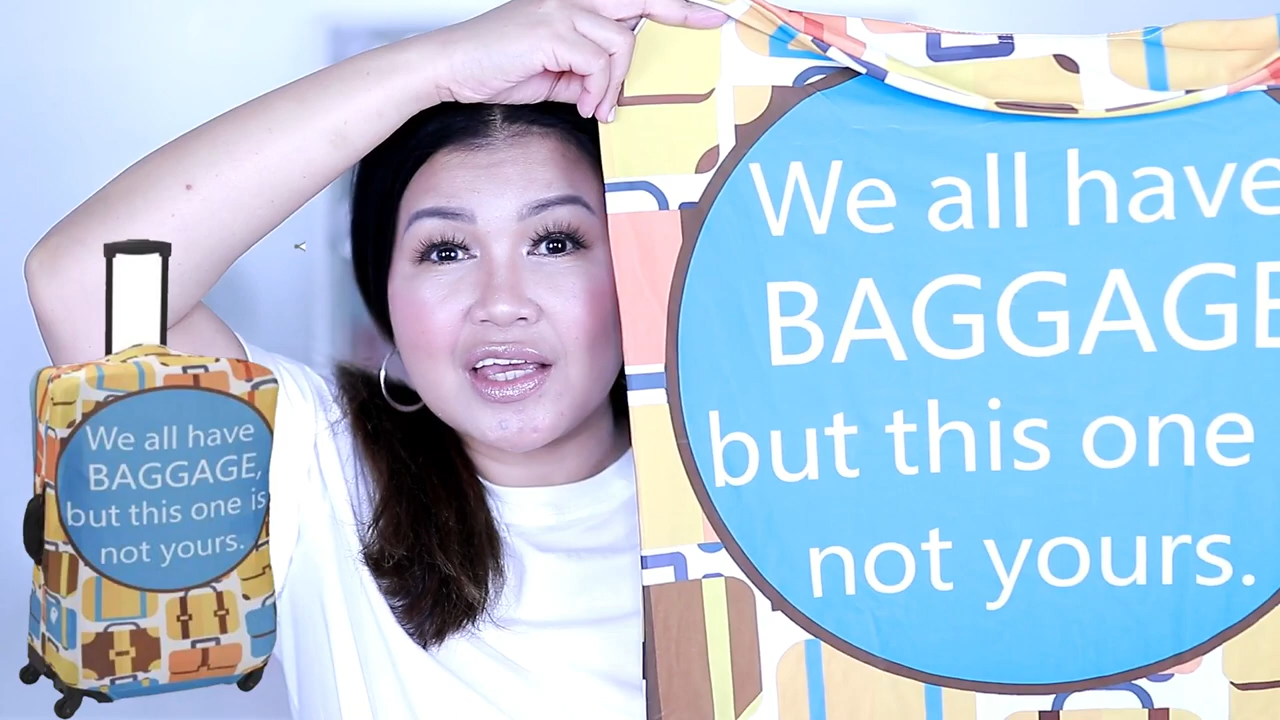 We all have
BAGGAGE,
but this one is
not yours.
We all have
BAGGAGE
but this one
not yours.